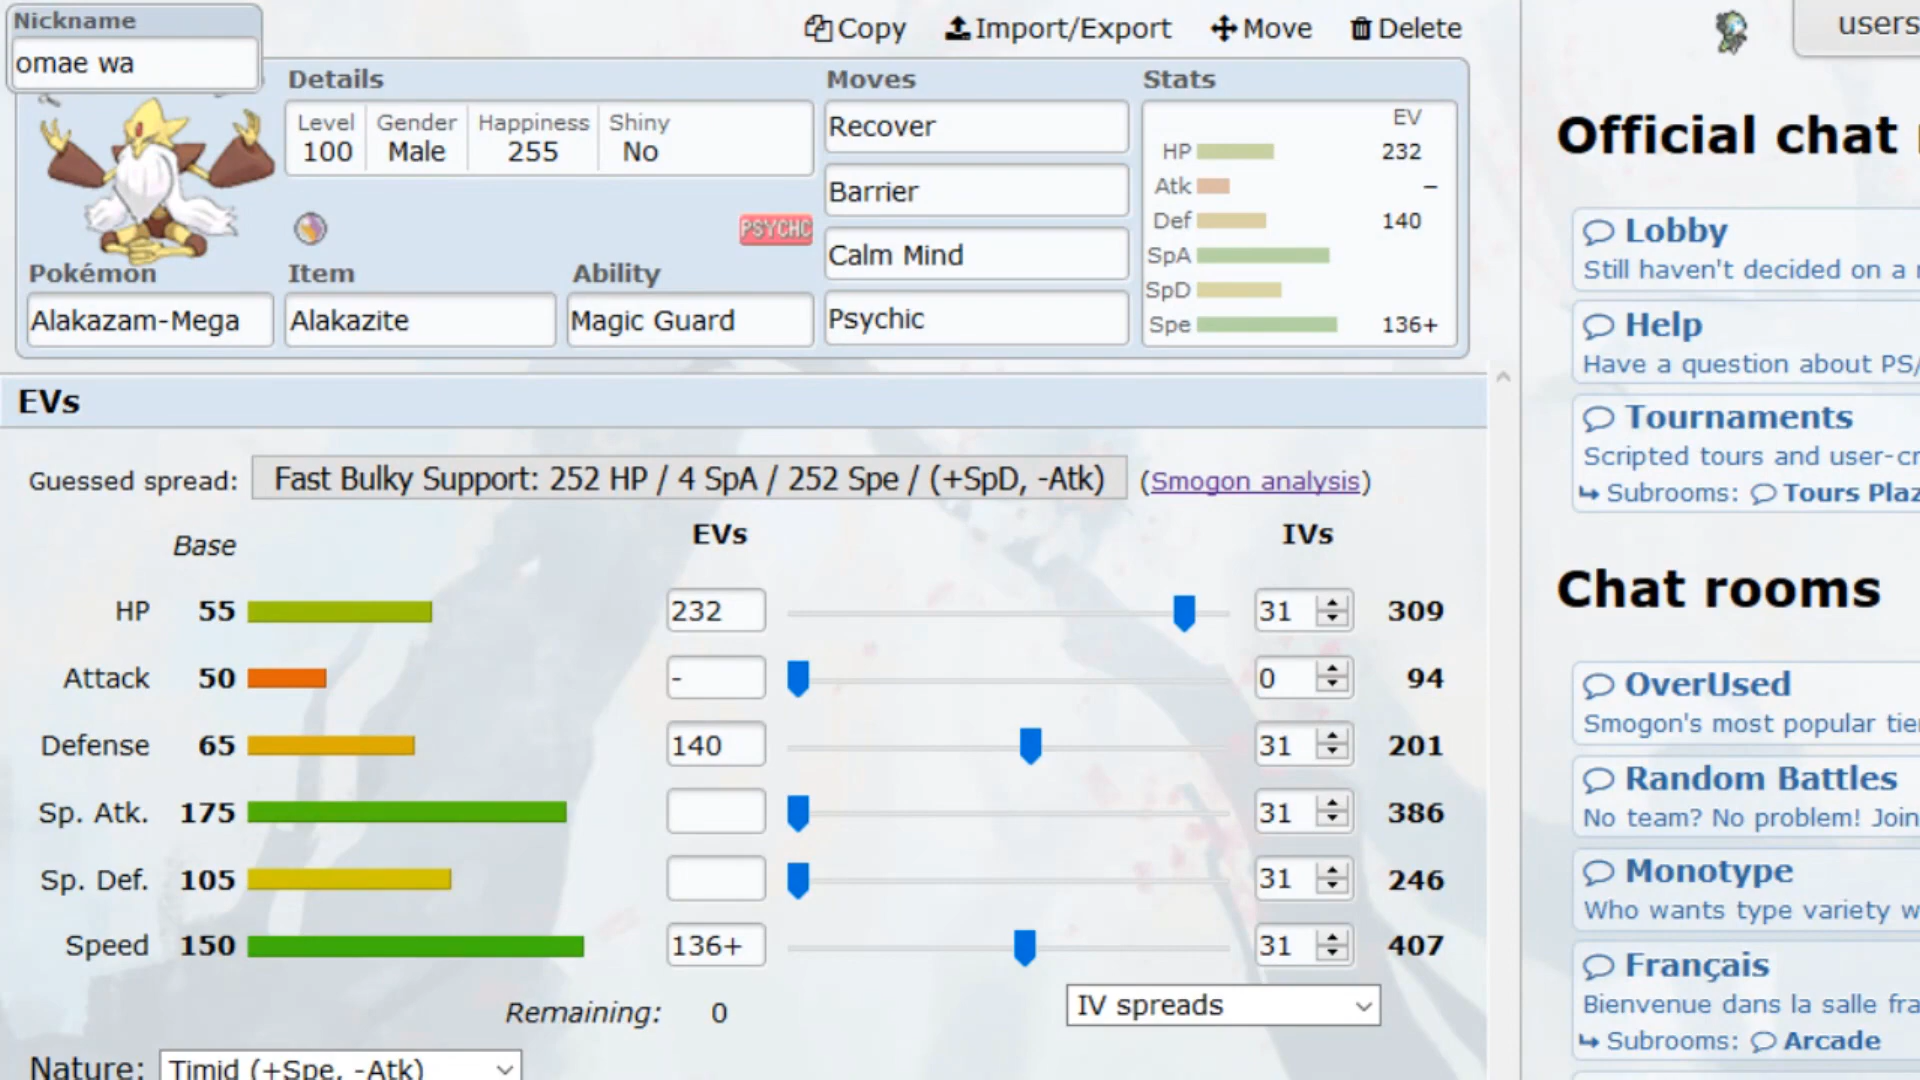 Nickname
omae wa
Copy Import/Export Move Delete
Details
Level Gender Happiness Shiny
100 Male 255 No
PSYCHC
Pokémon
Alakazam-Mega
Item
Alakazite
Ability
Magic Guard
Moves
Recover
Barrier
Calm Mind
Psychic
Stats
EV
HP 232
Atk –
Def 140
SpA
SpD
Spe 136+
EVs
Guessed spread: Fast Bulky Support: 252 HP / 4 SpA / 252 Spe / (+SpD, -Atk) (Smogon analysis)
Base EVs IVs
HP 55 232 31 309
Attack 50 - 0 94
Defense 65 140 31 201
Sp. Atk. 175 31 386
Sp. Def. 105 31 246
Speed 150 136+ 31 407
Remaining: 0
IV spreads
Nature: Timid (+Spe, -Atk)
users
Official chat
Lobby
Still haven't decided on a
Help
Have a question about PS/
Tournaments
Scripted tours and user-cr
Subrooms: Tours Plaz
Chat rooms
OverUsed
Smogon's most popular tie
Random Battles
No team? No problem! Join
Monotype
Who wants type variety w
Français
Bienvenue dans la salle fra
Subrooms: Arcade